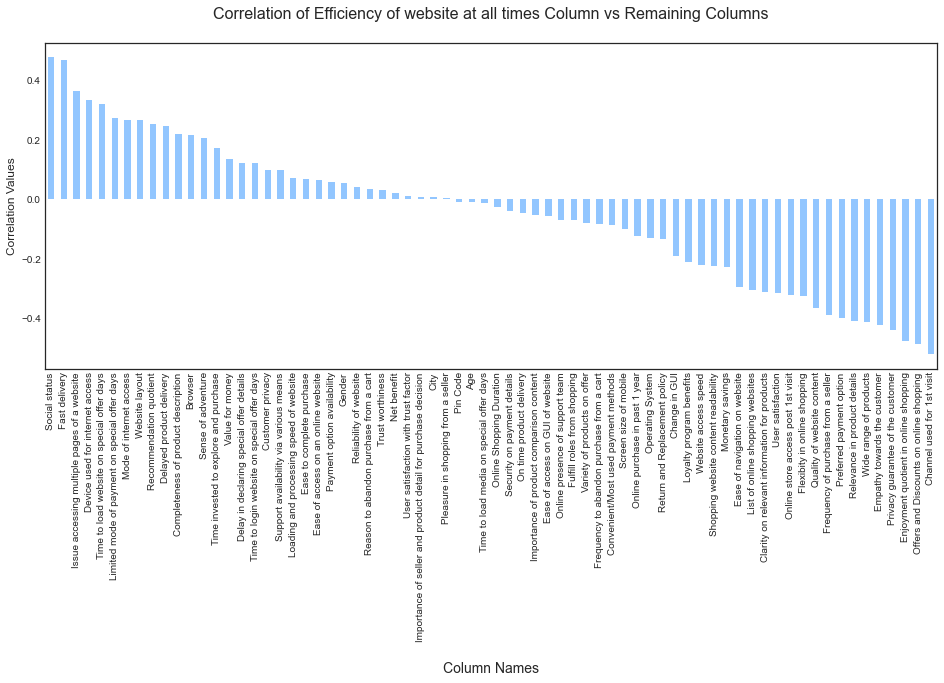 Correlation of Efficiency of website at all times Column vs Remaining Columns
Correlation Values
0.4
0.2
0.0
−0.2
−0.4
Social status
Fast delivery
Issue accessing multiple pages of a website
Device used for internet access
Time to load website on special offer days
Limited mode of payment on special offer days
Mode of internet access
Website layout
Recommendation quotient
Delayed product delivery
Completeness of product description
Browser
Sense of adventure
Time invested to explore and purchase
Value for money
Delay in declaring special offer details
Time to login website on special offer days
Customer privacy
Support availability via various means
Loading and processing speed of website
Ease to complete purchase
Ease of access on an online website
Payment option availability
Gender
Reliability of website
Reason to abandon purchase from a cart
Trust worthiness
Net benefit
User satisfaction with trust factor
Importance of seller and product detail for purchase decision
City
Pleasure in shopping from a seller
Pin Code
Age
Time to load media on special offer days
Online Shopping Duration
Security on payment details
On time product delivery
Importance of product comparison content
Ease of access on GUI of website
Online presence of support team
Fulfill roles from shopping
Variety of products on offer
Frequency to abandon purchase from a cart
Convenient/Most used payment methods
Screen size of mobile
Online purchase in past 1 year
Operating System
Return and Replacement policy
Change in GUI
Loyalty program benefits
Website access speed
Shopping website content readability
Monetary savings
Ease of navigation on website
List of online shopping websites
Clarity on relevant information for products
User satisfaction
Online store access post 1st visit
Flexibity in online shopping
Quality of website content
Frequency of purchase from a seller
Preferred payment option
Relevance in product details
Wide range of products
Empathy towards the customer
Privacy guarantee of the customer
Enjoyment quotient in online shopping
Offers and Discounts on online shopping
Channel used for 1st visit
Column Names